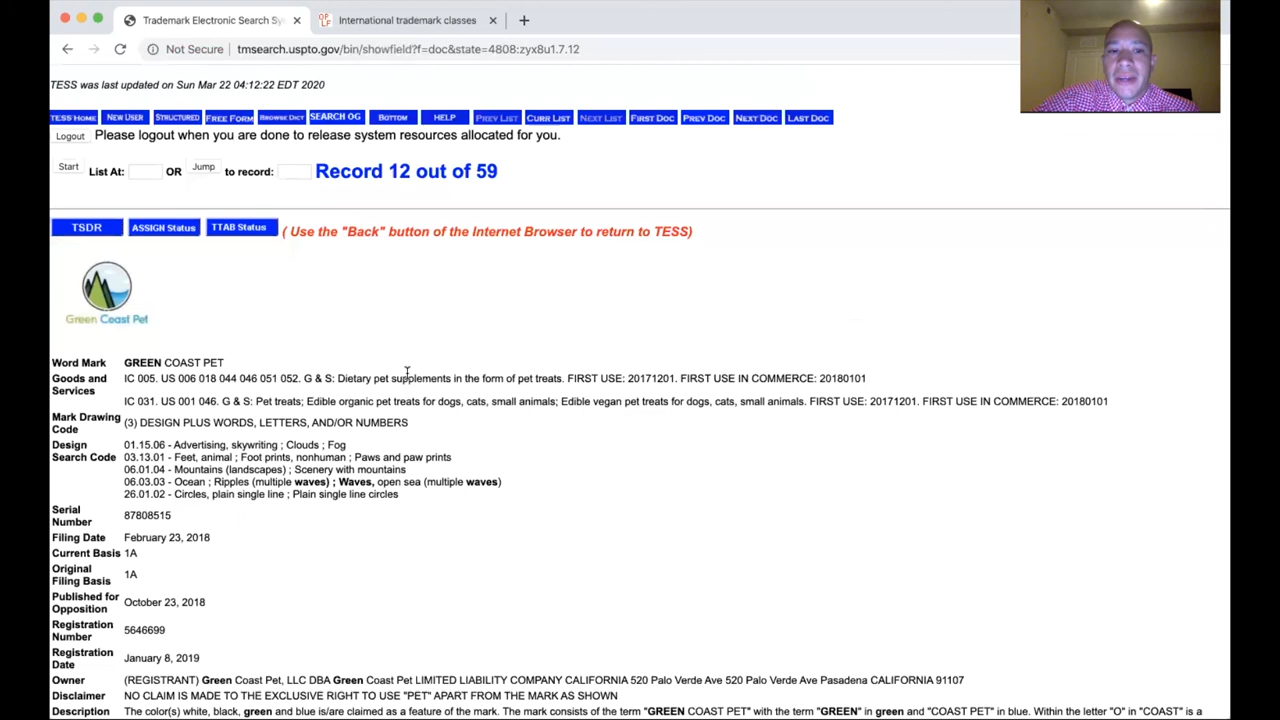 Trademark Electronic Search Sy
International trademark classes
Not Secure tmsearch.uspto.gov/bin/showfield?f=doc&state=4808:zyx8u1.7.12
TESS was last updated on Sun Mar 22 04:12:22 EDT 2020
TESS HOME NEW USER STRUCTURED FREE FORM BROWSE DICT SEARCH OG BOTTOM HELP PREV LIST CURR LIST NEXT LIST FIRST DOC PREV DOC NEXT DOC LAST DOC
Logout Please logout when you are done to release system resources allocated for you.
Start List At: OR Jump to record: Record 12 out of 59
TSDR ASSIGN Status TTAB Status ( Use the "Back" button of the Internet Browser to return to TESS)
Green Coast Pet
Word Mark GREEN COAST PET
Goods and Services IC 005. US 006 018 044 046 051 052. G & S: Dietary pet supplements in the form of pet treats. FIRST USE: 20171201. FIRST USE IN COMMERCE: 20180101
IC 031. US 001 046. G & S: Pet treats; Edible organic pet treats for dogs, cats, small animals; Edible vegan pet treats for dogs, cats, small animals. FIRST USE: 20171201. FIRST USE IN COMMERCE: 20180101
Mark Drawing Code (3) DESIGN PLUS WORDS, LETTERS, AND/OR NUMBERS
Design Search Code 01.15.06 - Advertising, skywriting ; Clouds ; Fog
03.13.01 - Feet, animal ; Foot prints, nonhuman ; Paws and paw prints
06.01.04 - Mountains (landscapes) ; Scenery with mountains
06.03.03 - Ocean ; Ripples (multiple waves) ; Waves, open sea (multiple waves)
26.01.02 - Circles, plain single line ; Plain single line circles
Serial Number 87808515
Filing Date February 23, 2018
Current Basis 1A
Original Filing Basis 1A
Published for Opposition October 23, 2018
Registration Number 5646699
Registration Date January 8, 2019
Owner (REGISTRANT) Green Coast Pet, LLC DBA Green Coast Pet LIMITED LIABILITY COMPANY CALIFORNIA 520 Palo Verde Ave 520 Palo Verde Ave Pasadena CALIFORNIA 91107
Disclaimer NO CLAIM IS MADE TO THE EXCLUSIVE RIGHT TO USE "PET" APART FROM THE MARK AS SHOWN
Description The color(s) white, black, green and blue is/are claimed as a feature of the mark. The mark consists of the term "GREEN COAST PET" with the term "GREEN" in green and "COAST PET" in blue. Within the letter "O" in "COAST" is a